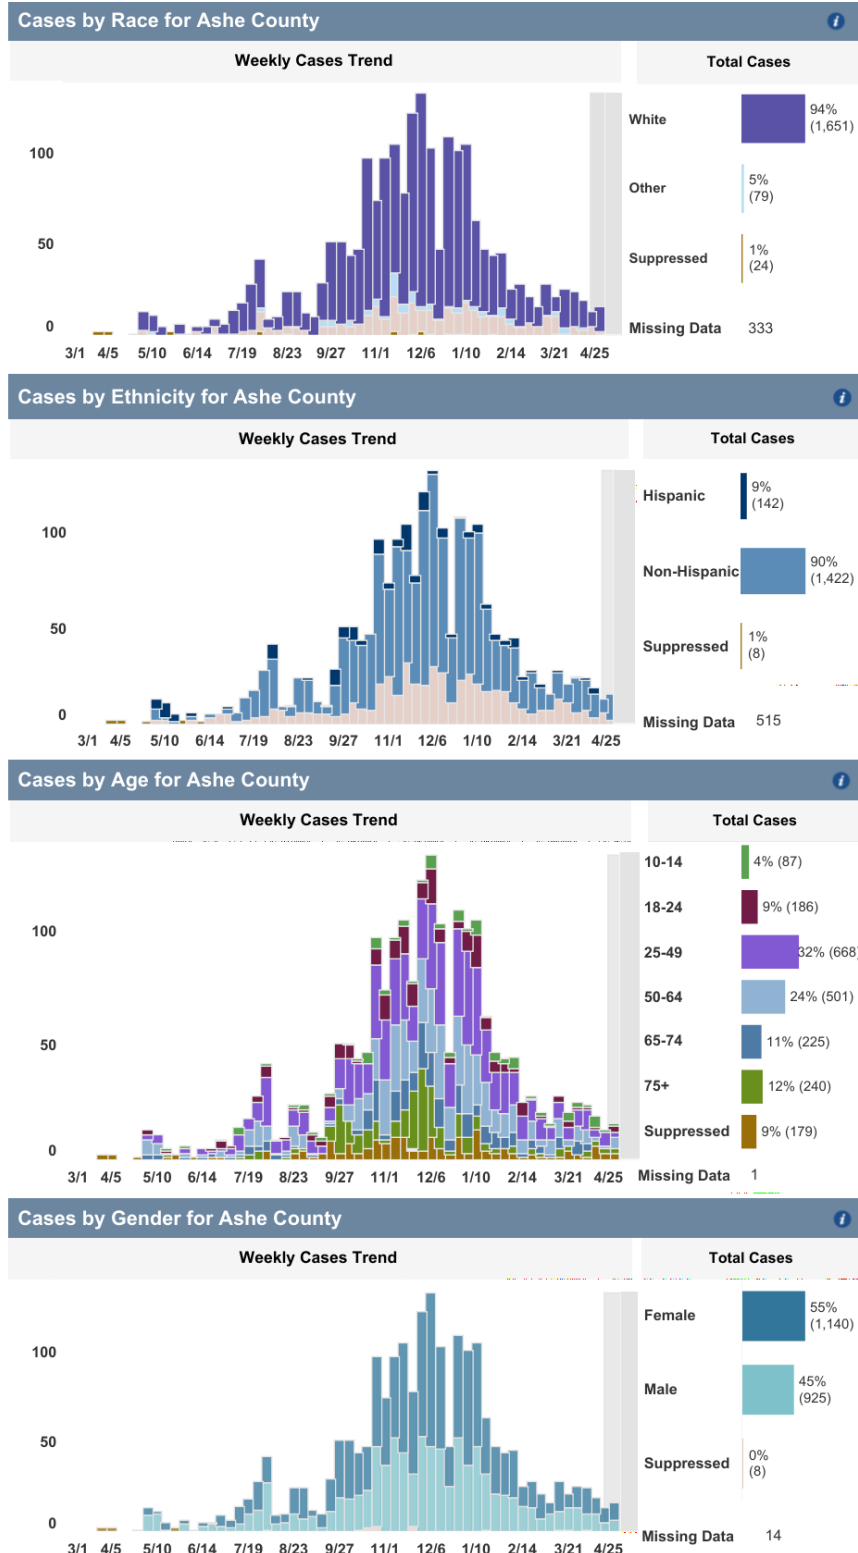 Cases by Race for Ashe County
i
Weekly Cases Trend
Total Cases
100
50
0
3/1 4/5 5/10 6/14 7/19 8/23 9/27 11/1 12/6 1/10 2/14 3/21 4/25
White
94%
(1,651)
Other
5%
(79)
Suppressed
1%
(24)
Missing Data 333
Cases by Ethnicity for Ashe County
i
Weekly Cases Trend
Total Cases
100
50
0
3/1 4/5 5/10 6/14 7/19 8/23 9/27 11/1 12/6 1/10 2/14 3/21 4/25
Hispanic
9%
(142)
Non-Hispanic
90%
(1,422)
Suppressed
1%
(8)
Missing Data 515
Cases by Age for Ashe County
i
Weekly Cases Trend
Total Cases
100
50
0
3/1 4/5 5/10 6/14 7/19 8/23 9/27 11/1 12/6 1/10 2/14 3/21 4/25
10-14 4% (87)
18-24 9% (186)
25-49 32% (668)
50-64 24% (501)
65-74 11% (225)
75+ 12% (240)
Suppressed 9% (179)
Missing Data 1
Cases by Gender for Ashe County
i
Weekly Cases Trend
Total Cases
100
50
0
3/1 4/5 5/10 6/14 7/19 8/23 9/27 11/1 12/6 1/10 2/14 3/21 4/25
Female
55%
(1,140)
Male
45%
(925)
Suppressed
0%
(8)
Missing Data 14